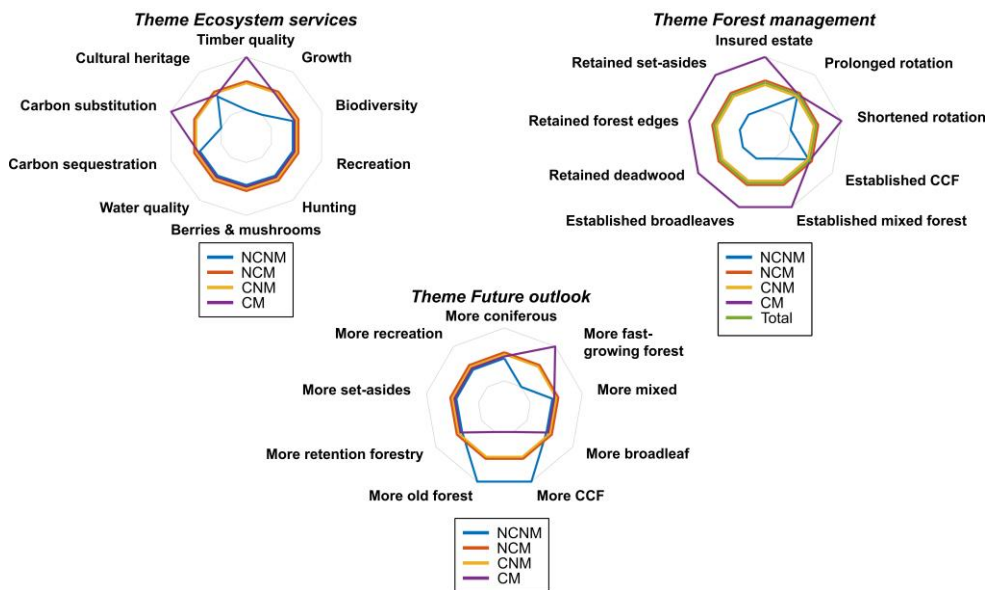 Theme Ecosystem services
Timber quality
Cultural heritage
Growth
Carbon substitution
Biodiversity
Carbon sequestration
Recreation
Water quality
Hunting
Berries & mushrooms
NCNM
NCM
CNM
CM
Theme Forest management
Insured estate
Retained set-asides
Prolonged rotation
Retained forest edges
Shortened rotation
Retained deadwood
Established CCF
Established broadleaves
Established mixed forest
NCNM
NCM
CNM
CM
Total
Theme Future outlook
More coniferous
More recreation
More fast-
growing forest
More set-asides
More mixed
More retention forestry
More broadleaf
More old forest
More CCF
NCNM
NCM
CNM
CM